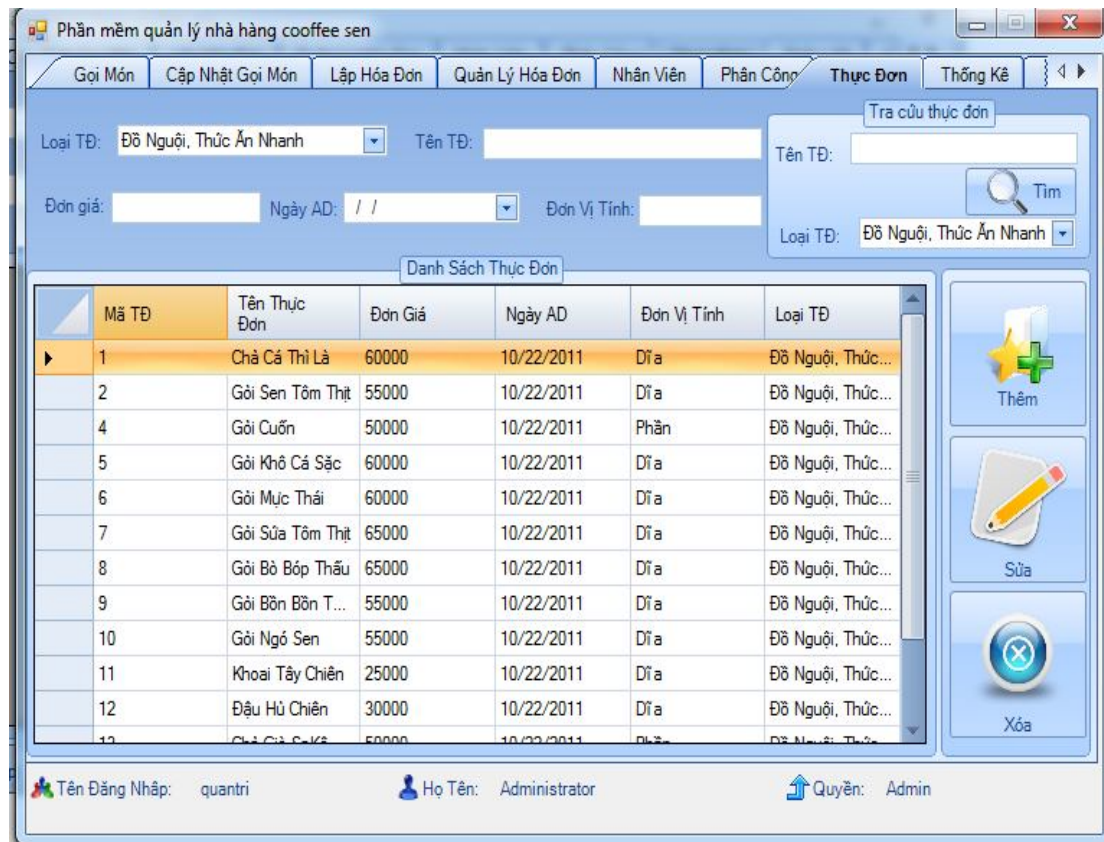 Phần mềm quản lý nhà hàng cooffee sen
Gọi Món Cập Nhật Gọi Món Lập Hóa Đơn Quản Lý Hóa Đơn Nhân Viên Phân Công Thực Đơn Thống Kê
Tra cứu thực đơn
Loại TĐ: Đồ Nguội, Thức Ăn Nhanh Tên TĐ:
Tên TĐ:
Tìm
Đơn giá: Ngày AD: / / Đơn Vị Tính:
Loại TĐ: Đồ Nguội, Thức Ăn Nhanh
Danh Sách Thực Đơn
Mã TĐ Tên Thực Đơn Đơn Giá Ngày AD Đơn Vị Tính Loại TĐ
1 Chả Cá Thì Là 60000 10/22/2011 Dĩa Đồ Nguội, Thức...
2 Gỏi Sen Tôm Thịt 55000 10/22/2011 Dĩa Đồ Nguội, Thức...
4 Gỏi Cuốn 50000 10/22/2011 Phần Đồ Nguội, Thức...
5 Gỏi Khô Cá Sặc 60000 10/22/2011 Dĩa Đồ Nguội, Thức...
6 Gỏi Mực Thái 60000 10/22/2011 Dĩa Đồ Nguội, Thức...
7 Gỏi Sứa Tôm Thịt 65000 10/22/2011 Dĩa Đồ Nguội, Thức...
8 Gỏi Bò Bóp Thấu 65000 10/22/2011 Dĩa Đồ Nguội, Thức...
9 Gỏi Bồn Bồn T... 55000 10/22/2011 Dĩa Đồ Nguội, Thức...
10 Gỏi Ngó Sen 55000 10/22/2011 Dĩa Đồ Nguội, Thức...
11 Khoai Tây Chiên 25000 10/22/2011 Dĩa Đồ Nguội, Thức...
12 Đậu Hủ Chiên 30000 10/22/2011 Dĩa Đồ Nguội, Thức...
Thêm
Sửa
Xóa
Tên Đăng Nhập: quantri Họ Tên: Administrator Quyền: Admin